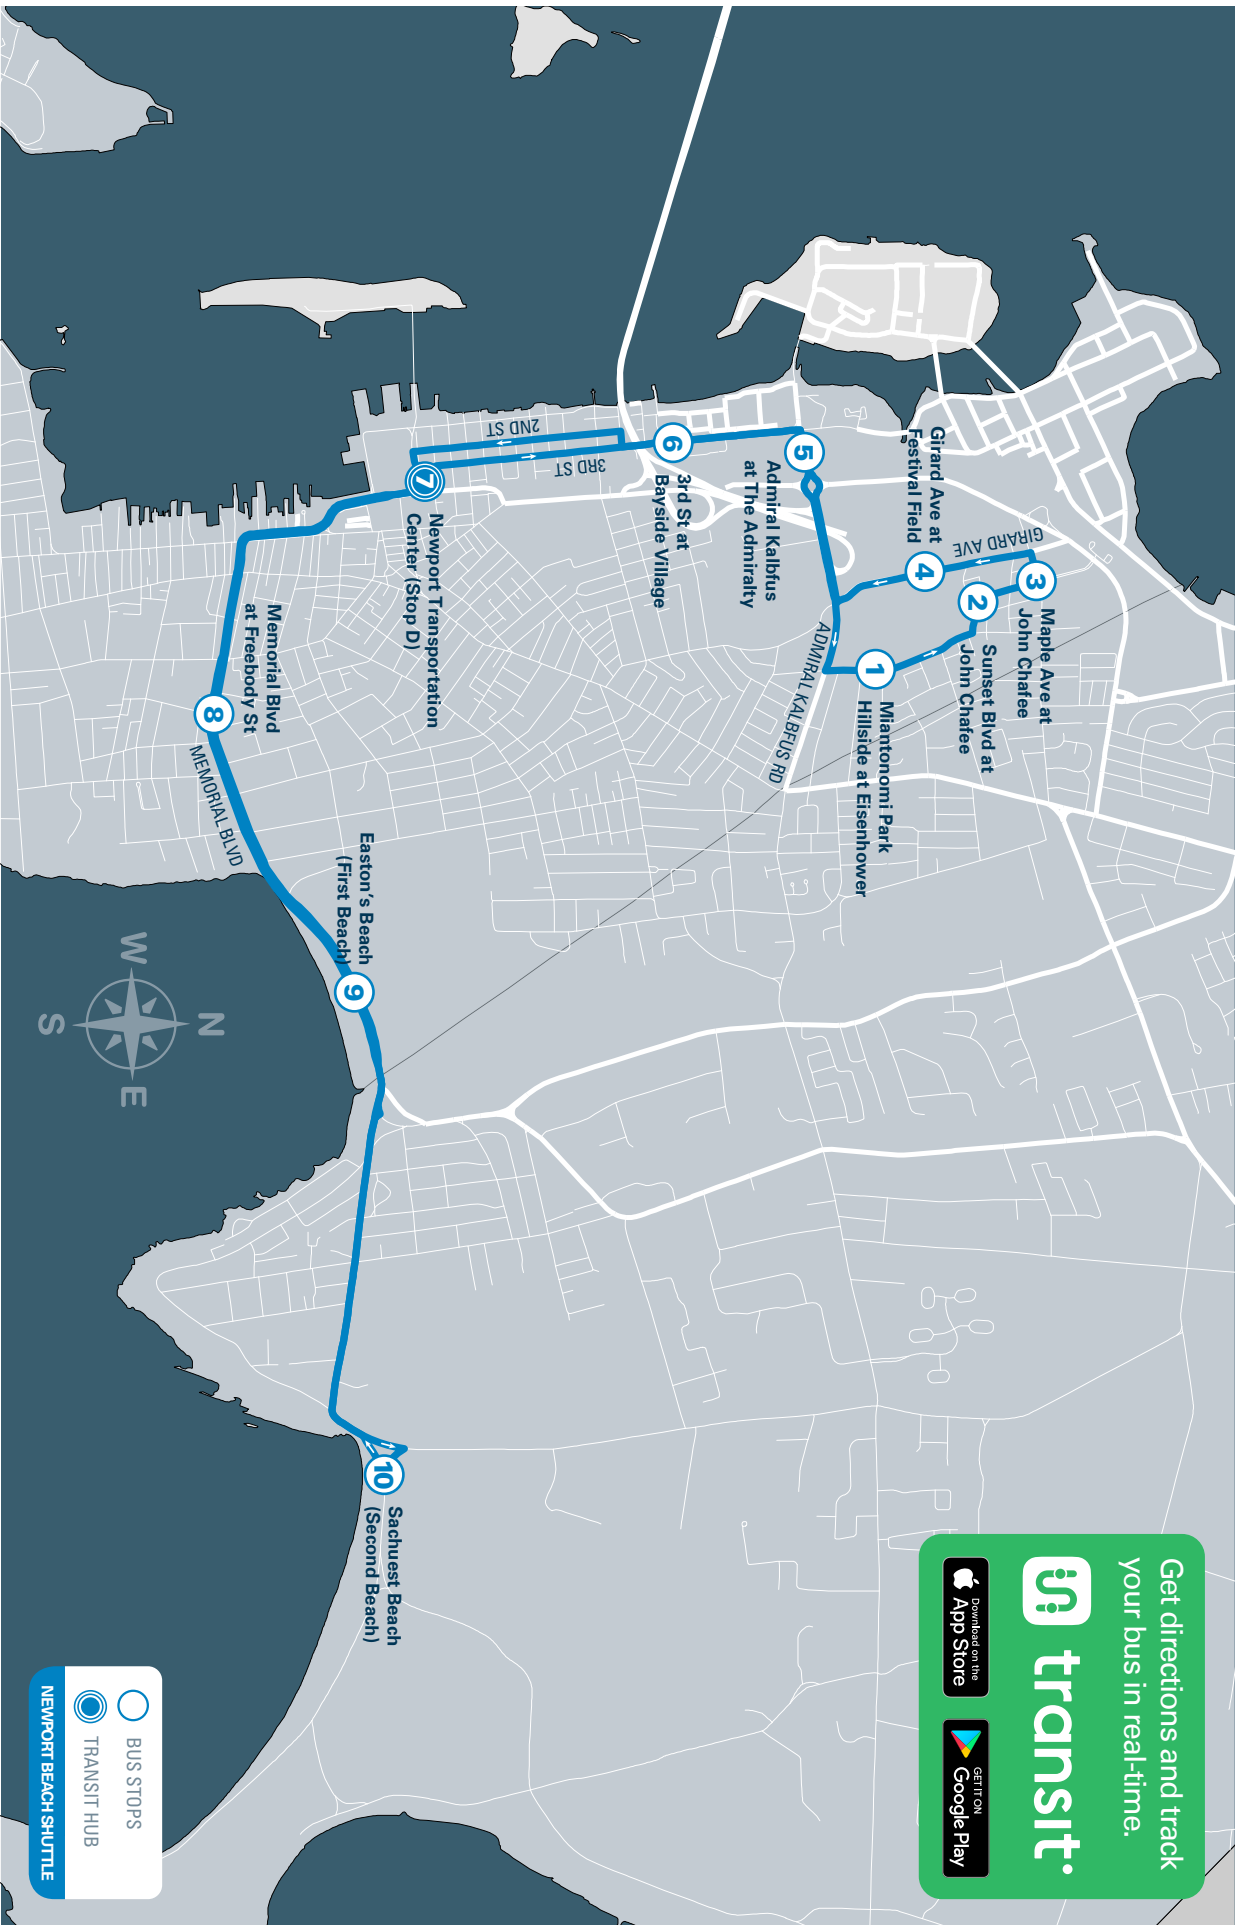 Get directions and track
your bus in real-time.
transit
Download on the
App Store
GET IT ON
Google Play
3
Maple Ave at
John Chafee
2
Sunset Blvd at
John Chafee
GIRARD AVE
4
Girard Ave at
Festival Field
1
Miantonomi Park
Hillside at Eisenhower
ADMIRAL KALBFUS RD
5
Admiral Kalbfus
at The Admiralty
6
3rd St at
Bayside Village
2ND ST
3RD ST
7
Newport Transportation
Center (Stop D)
8
Memorial Blvd
at Freebody St
MEMORIAL BLVD
9
Easton's Beach
(First Beach)
10
Sachuest Beach
(Second Beach)
N
W
E
S
BUS STOPS
TRANSIT HUB
NEWPORT BEACH SHUTTLE